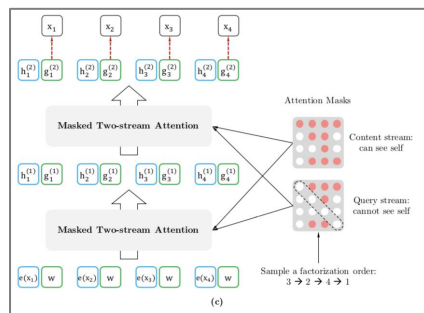 x₁ x₂ x₃ x₄
h₁⁽²⁾ g₁⁽²⁾ h₂⁽²⁾ g₂⁽²⁾ h₃⁽²⁾ g₃⁽²⁾ h₄⁽²⁾ g₄⁽²⁾
Attention Masks
Masked Two-stream Attention
Content stream:
can see self
h₁⁽¹⁾ g₁⁽¹⁾ h₂⁽¹⁾ g₂⁽¹⁾ h₃⁽¹⁾ g₃⁽¹⁾ h₄⁽¹⁾ g₄⁽¹⁾
Query stream:
cannot see self
Masked Two-stream Attention
Sample a factorization order:
3 → 2 → 4 → 1
e(x₁) w e(x₂) w e(x₃) w e(x₄) w
(c)